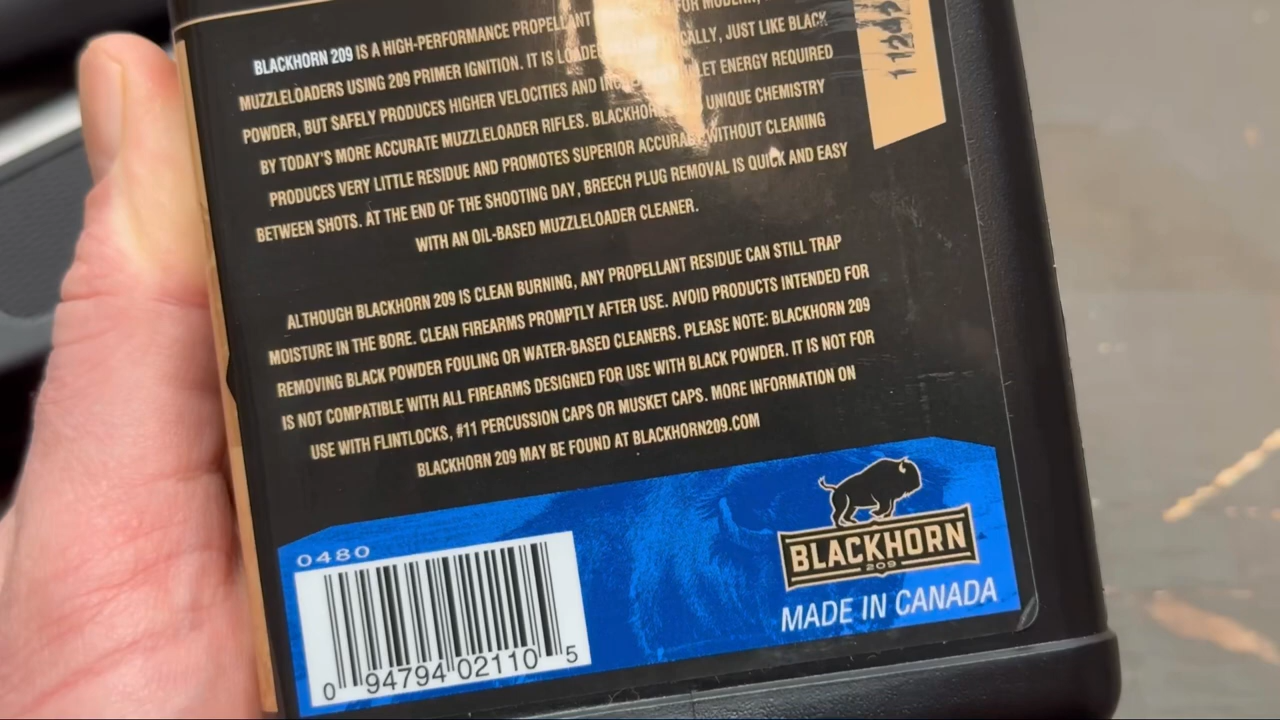 BLACKHORN 209 IS A HIGH-PERFORMANCE PROPELLANT FOR MODERN,
MUZZLELOADERS USING 209 PRIMER IGNITION. IT IS LOADED JUST LIKE BLACK
POWDER, BUT SAFELY PRODUCES HIGHER VELOCITIES AND ENERGY REQUIRED
BY TODAY'S MORE ACCURATE MUZZLELOADER RIFLES. UNIQUE CHEMISTRY
PRODUCES VERY LITTLE RESIDUE AND PROMOTES SUPERIOR WITHOUT CLEANING
BETWEEN SHOTS. AT THE END OF THE SHOOTING DAY, BREECH PLUG REMOVAL IS QUICK AND EASY
WITH AN OIL-BASED MUZZLELOADER CLEANER.
ALTHOUGH BLACKHORN 209 IS CLEAN BURNING, ANY PROPELLANT RESIDUE CAN STILL TRAP
MOISTURE IN THE BORE. CLEAN FIREARMS PROMPTLY AFTER USE. AVOID PRODUCTS INTENDED FOR
REMOVING BLACK POWDER FOULING OR WATER-BASED CLEANERS. PLEASE NOTE: BLACKHORN 209
IS NOT COMPATIBLE WITH ALL FIREARMS DESIGNED FOR USE WITH BLACK POWDER. IT IS NOT FOR
USE WITH FLINTLOCKS, #11 PERCUSSION CAPS OR MUSKET CAPS. MORE INFORMATION ON
BLACKHORN 209 MAY BE FOUND AT BLACKHORN209.COM
0480
0 94794 02110 5
BLACKHORN
209
MADE IN CANADA